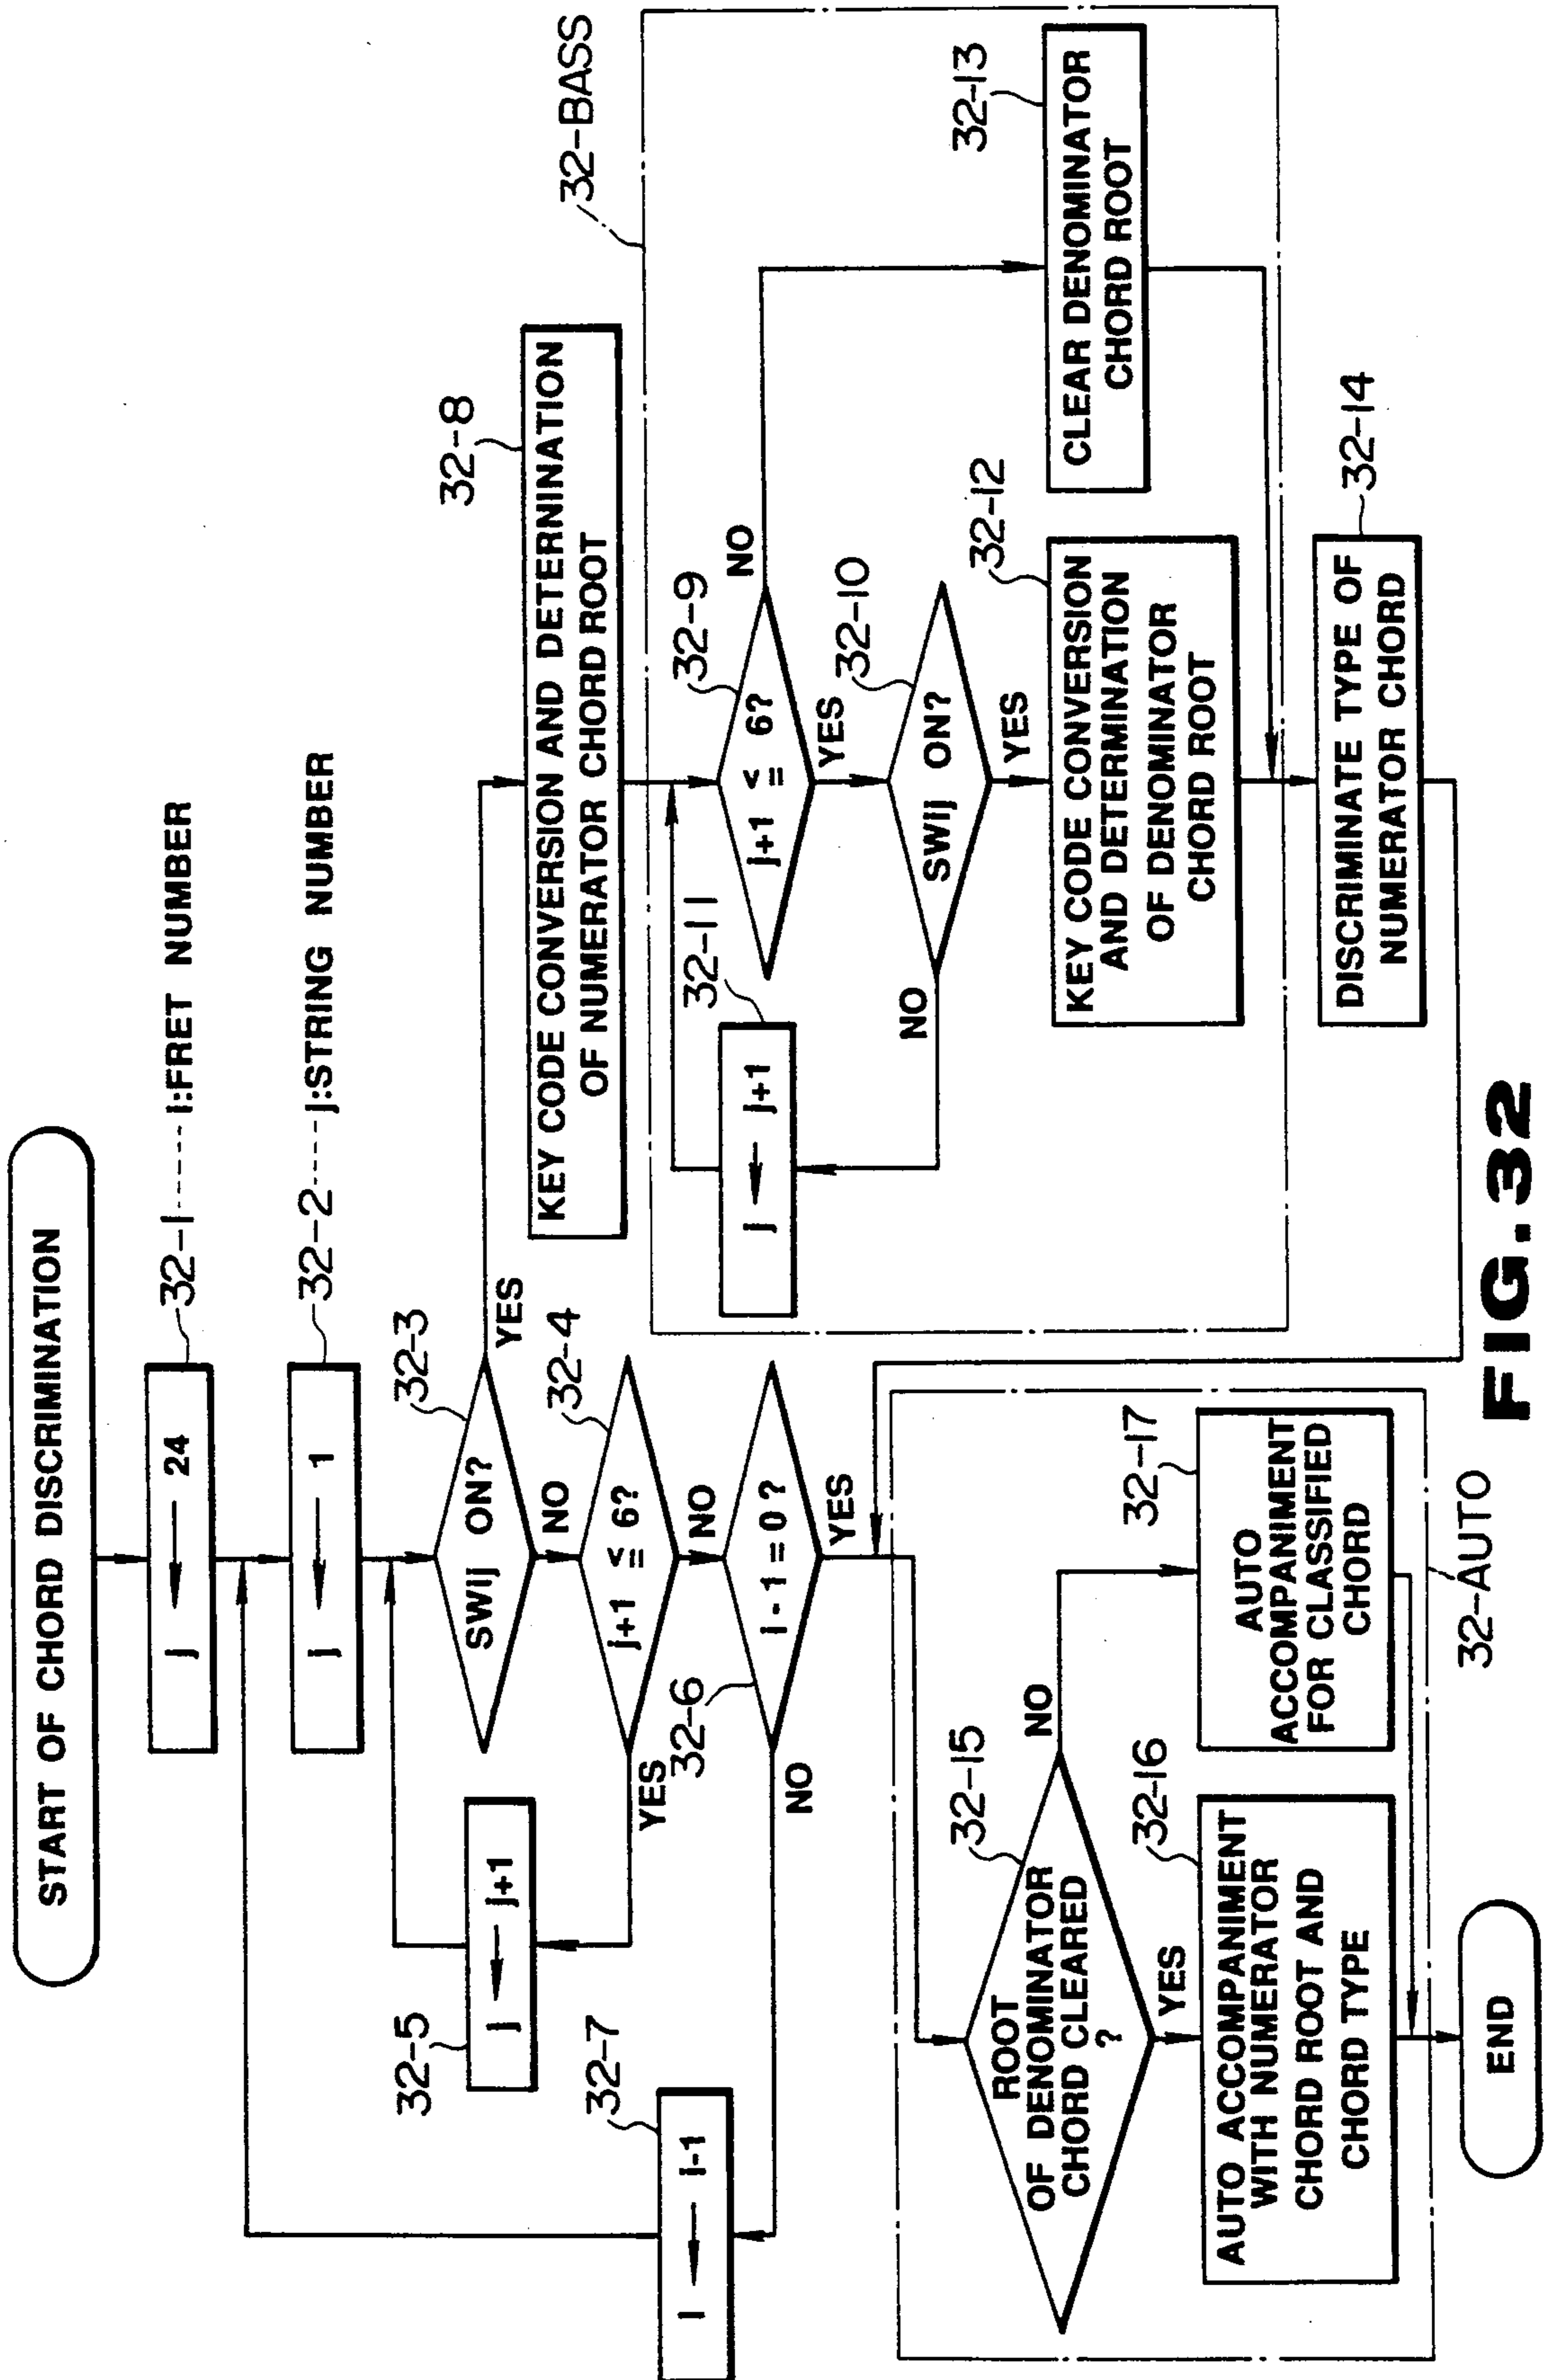 START OF CHORD DISCRIMINATION
j ← 24
32-1
i:FRET NUMBER
j ← 1
32-2
j:STRING NUMBER
SWij ON?
32-3
YES
NO
j+1 <= 6?
32-4
YES
NO
j ← j+1
32-5
i-1=0?
32-6
NO
YES
i ← i-1
32-7
32-8
KEY CODE CONVERSION AND DETERNINATION
OF NUMERATOR CHORD ROOT
32-BASS
j+1 <= 6?
32-9
NO
YES
SWij ON?
32-10
NO
YES
j ← j+1
32-11
32-12
KEY CODE CONVERSION
AND DETERMINATION
OF DENOMINATOR
CHORD ROOT
32-13
CLEAR DENOMINATOR
CHORD ROOT
32-14
DISCRIMINATE TYPE OF
NUMERATOR CHORD
32-15
ROOT
OF DENOMINATOR
CHORD CLEARED
?
NO
YES
32-16
AUTO ACCOMPANIMENT
WITH NUMERATOR
CHORD ROOT AND
CHORD TYPE
32-17
AUTO
ACCOMPANIMENT
FOR CLASSIFIED
CHORD
32-AUTO
END
FIG.32